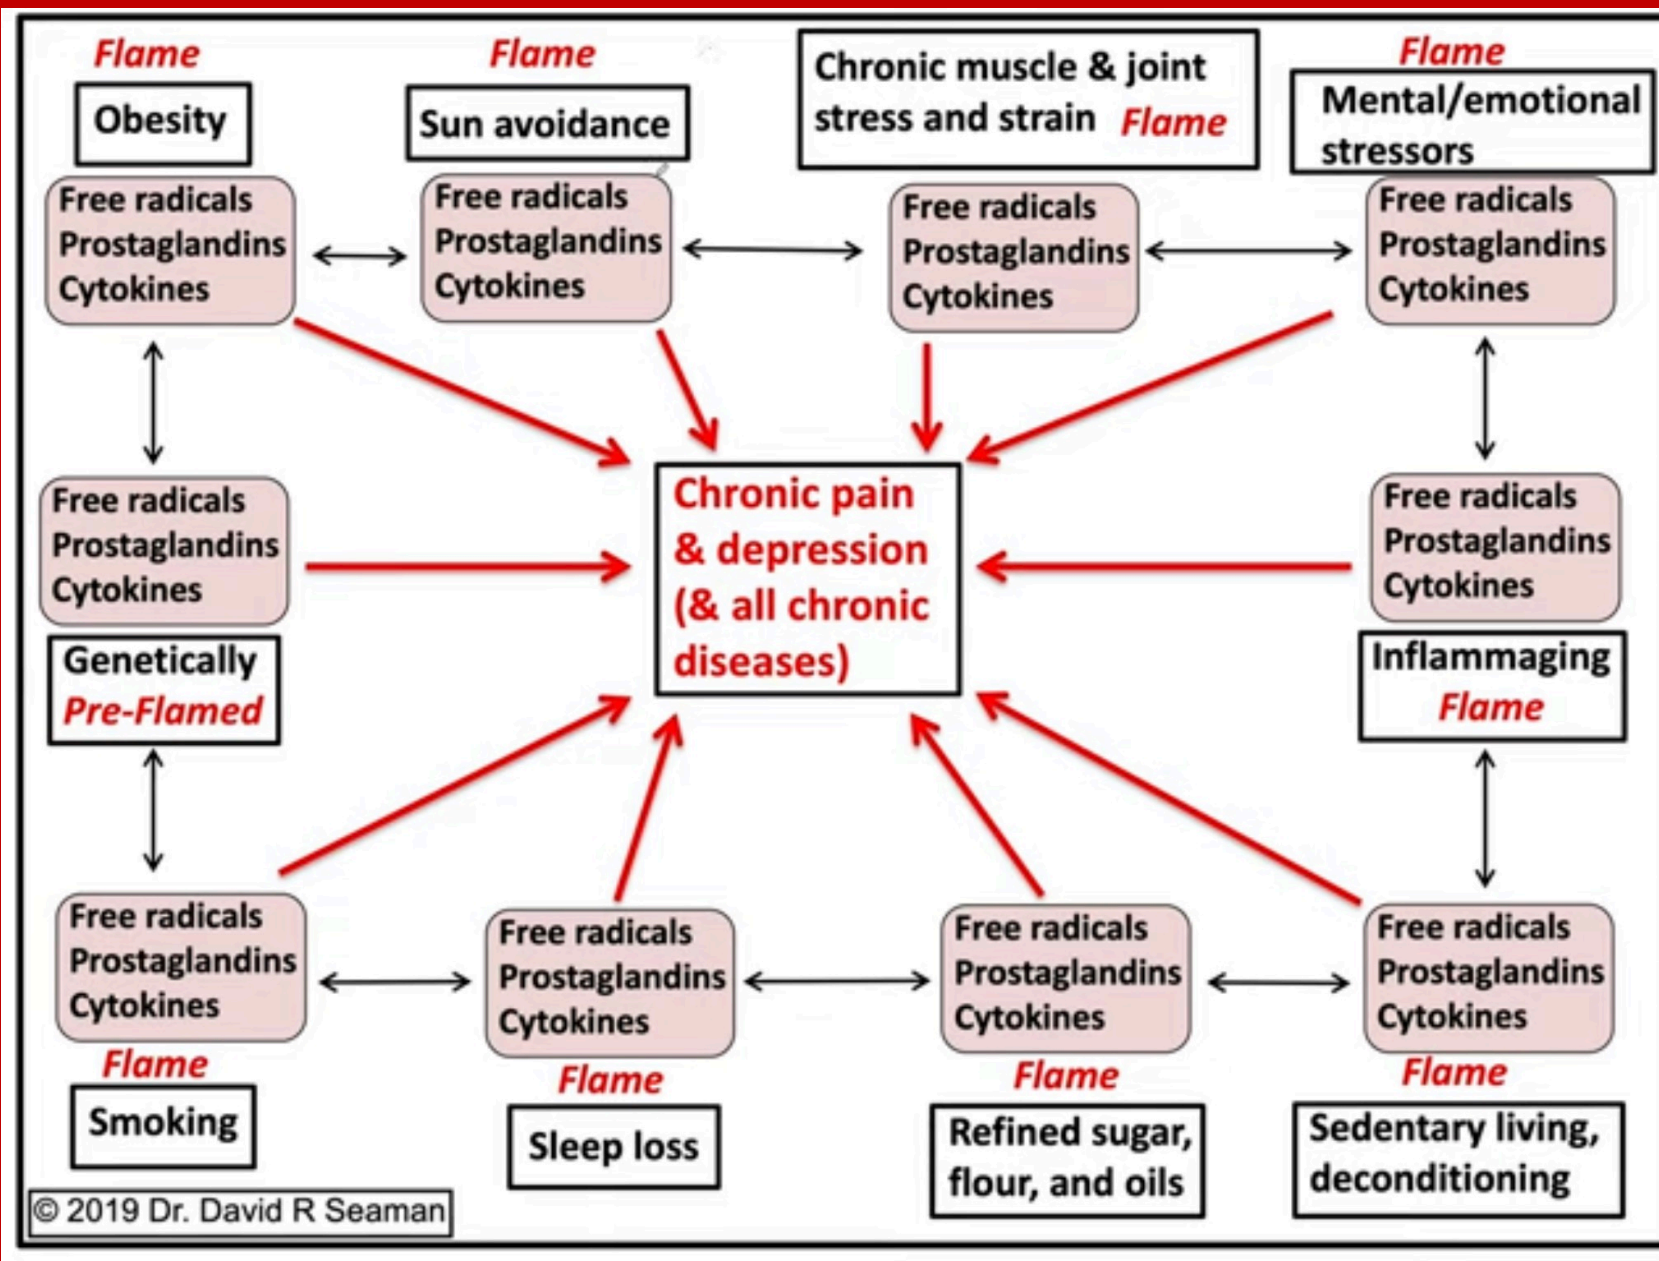 Flame
Obesity
Free radicals
Prostaglandins
Cytokines
Flame
Sun avoidance
Free radicals
Prostaglandins
Cytokines
Chronic muscle & joint
stress and strain Flame
Free radicals
Prostaglandins
Cytokines
Flame
Mental/emotional
stressors
Free radicals
Prostaglandins
Cytokines
Free radicals
Prostaglandins
Cytokines
Genetically
Pre-Flamed
Chronic pain
& depression
(& all chronic
diseases)
Free radicals
Prostaglandins
Cytokines
Inflammaging
Flame
Free radicals
Prostaglandins
Cytokines
Flame
Smoking
Free radicals
Prostaglandins
Cytokines
Flame
Sleep loss
Free radicals
Prostaglandins
Cytokines
Flame
Refined sugar,
flour, and oils
Free radicals
Prostaglandins
Cytokines
Flame
Sedentary living,
deconditioning
© 2019 Dr. David R Seaman